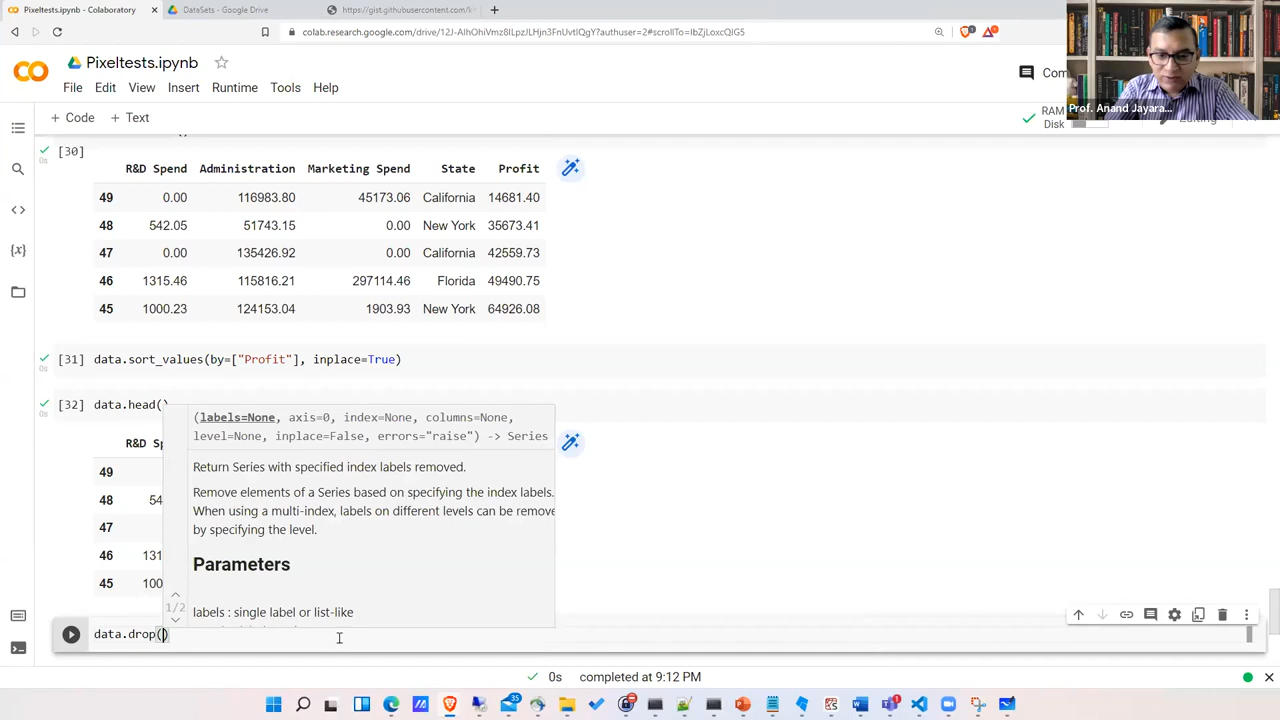 Pixeltests.ipynb - Colaboratory
DataSets - Google Drive
https://gist.githubusercontent.com/k
colab.research.google.com/drive/12J-AIhOhiVmz8lLpzJLHjn3FnUvtIQgY?authuser=2#scrollTo=IbZjLoxcQIG5
Pixeltests.ipynb
File Edit View Insert Runtime Tools Help
Com
Prof. Anand Jayara...
+ Code + Text
RAM
Disk
Editing
[30]
R&D Spend Administration Marketing Spend State Profit
49 0.00 116983.80 45173.06 California 14681.40
48 542.05 51743.15 0.00 New York 35673.41
47 0.00 135426.92 0.00 California 42559.73
46 1315.46 115816.21 297114.46 Florida 49490.75
45 1000.23 124153.04 1903.93 New York 64926.08
0s
[31] data.sort_values(by=["Profit"], inplace=True)
0s
[32] data.head()
0s
R&D Sp
49
48 54
47
46 131
45 100
(labels=None, axis=0, index=None, columns=None,
level=None, inplace=False, errors="raise") -> Series
Return Series with specified index labels removed.
Remove elements of a Series based on specifying the index labels.
When using a multi-index, labels on different levels can be remove
by specifying the level.
Parameters
1/2
labels : single label or list-like
data.drop()
0s completed at 9:12 PM
35